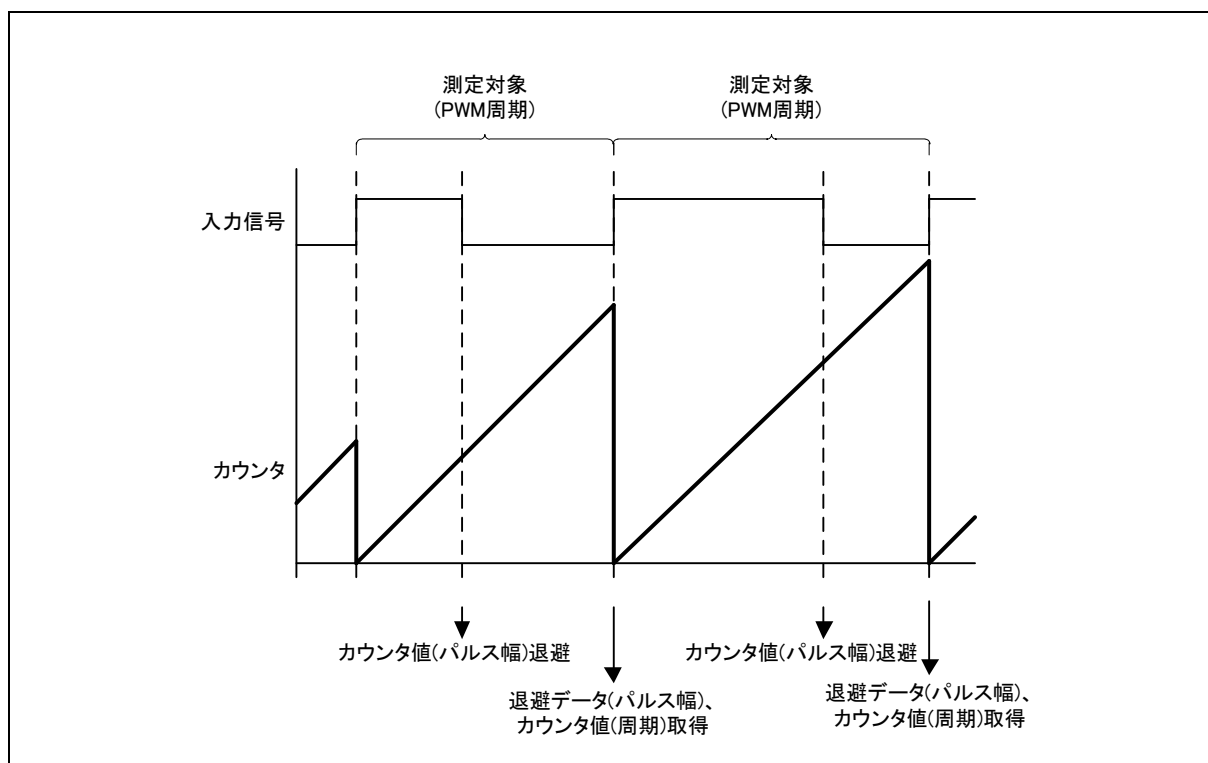 測定対象
(PWM周期)
測定対象
(PWM周期)
入力信号
カウンタ
カウンタ値(パルス幅)退避
カウンタ値(パルス幅)退避
退避データ(パルス幅)、
カウンタ値(周期)取得
退避データ(パルス幅)、
カウンタ値(周期)取得